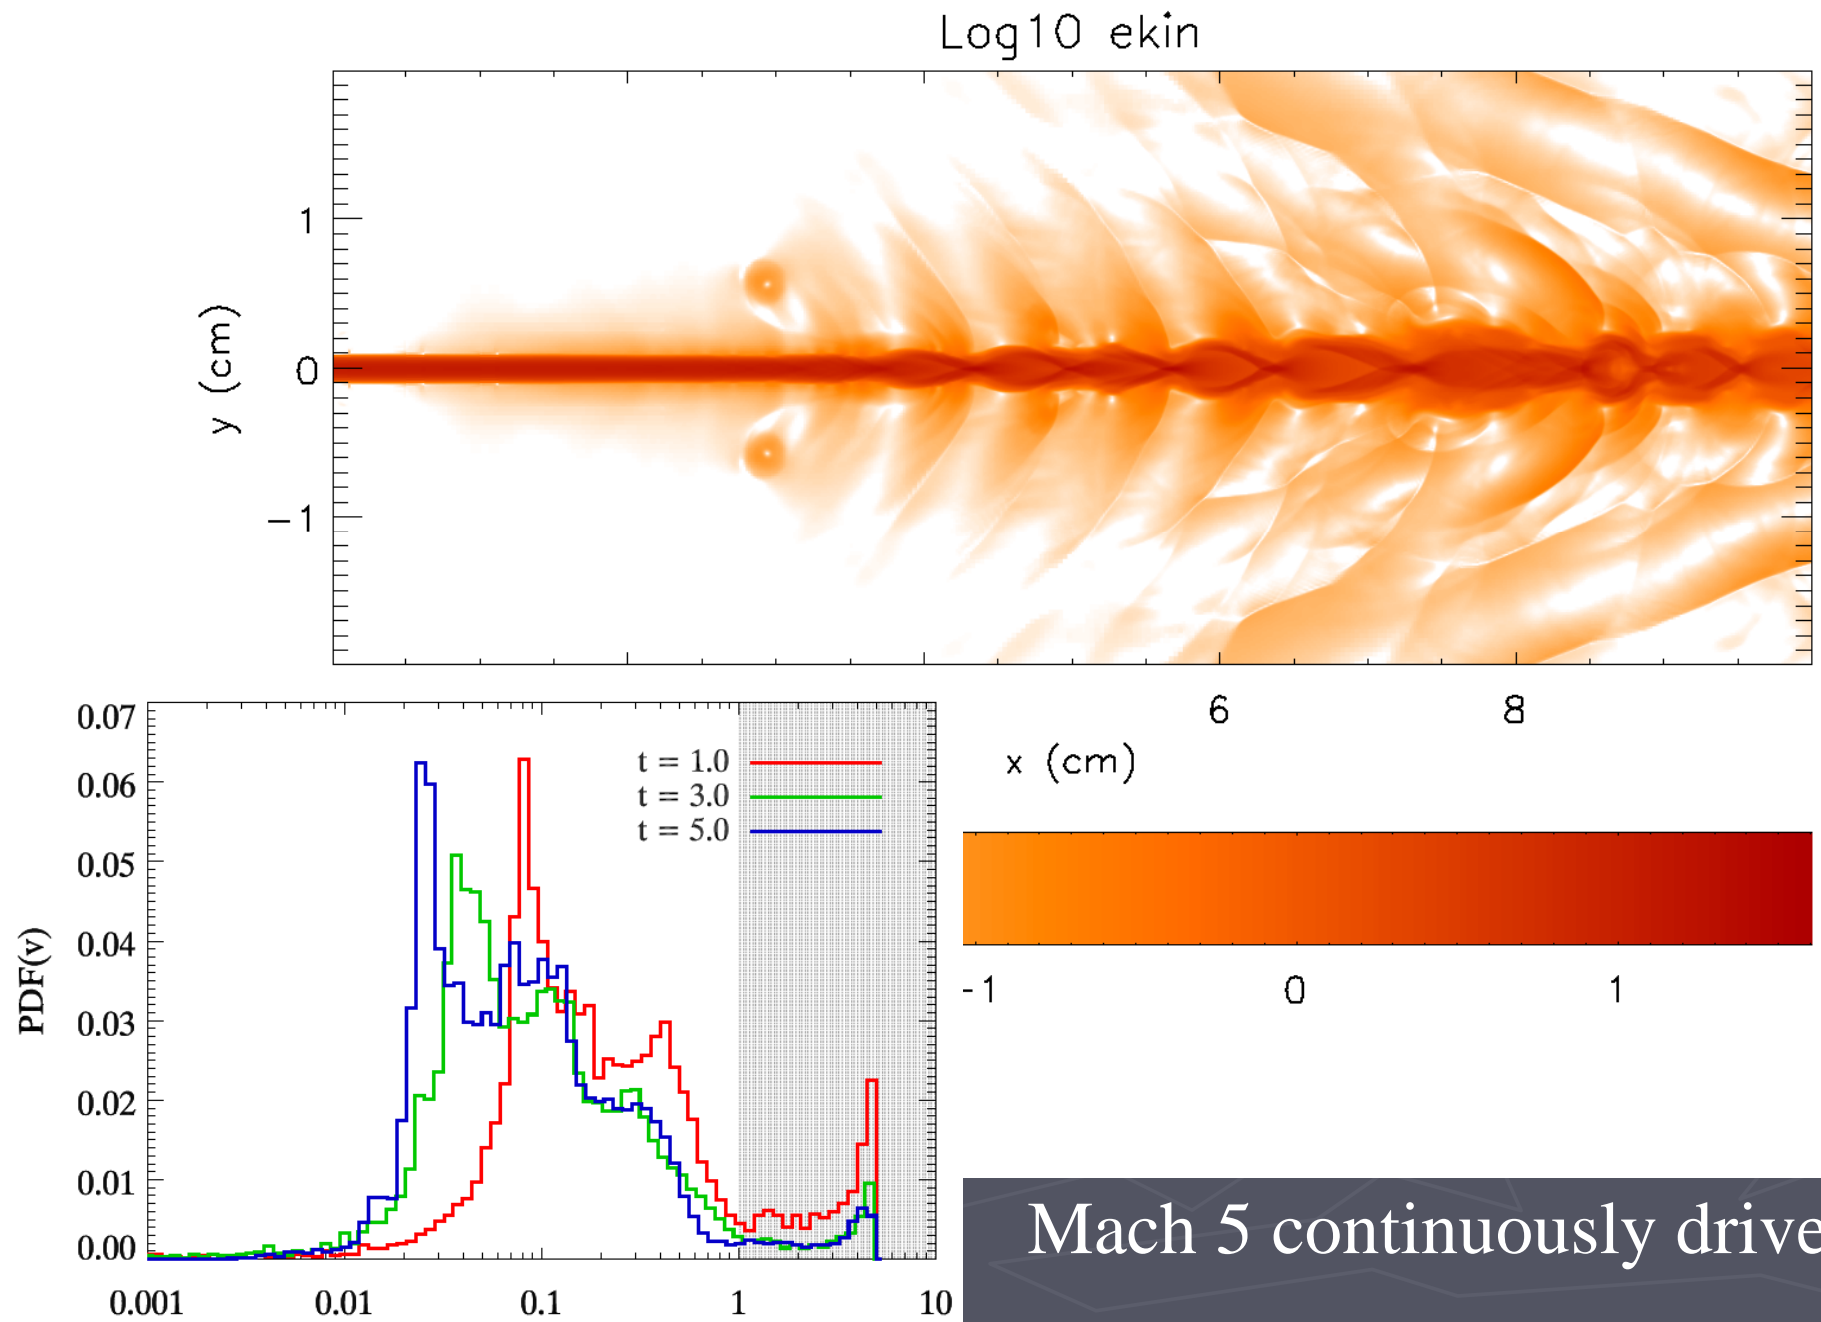 Log10 ekin
1
0
-1
y (cm)
6 8
x (cm)
-1 0 1
0.07
0.06
0.05
0.04
0.03
0.02
0.01
0.00
PDF(v)
t = 1.0
t = 3.0
t = 5.0
0.001 0.01 0.1 1 10
Mach 5 continuously drive